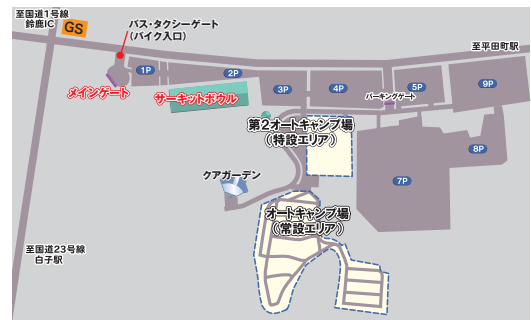 至国道1号線
鈴鹿IC
GS
バス・タクシーゲート
（バイク入口）
至平田町駅
1P
2P
3P
4P
5P
9P
メインゲート
サーキットボウル
パーキングゲート
第2オートキャンプ場
（特設エリア）
8P
7P
クアガーデン
オートキャンプ場
（常設エリア）
至国道23号線
白子駅